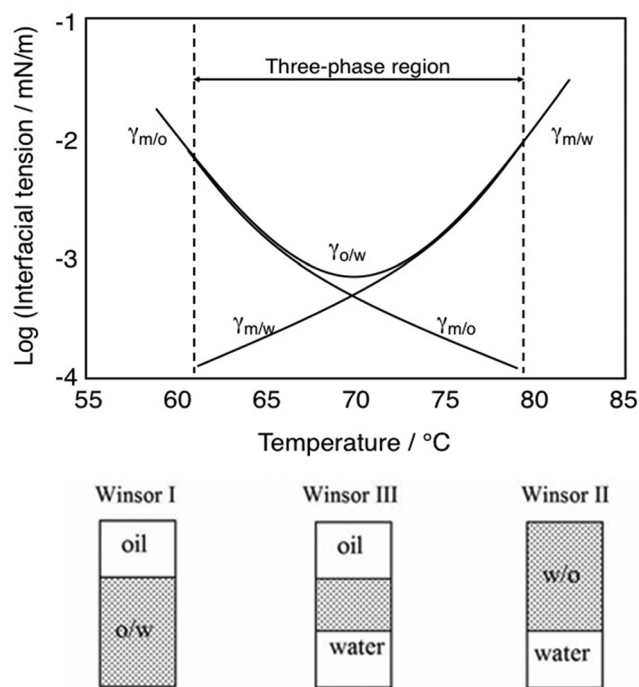 Log (Interfacial tension / mN/m)
-1
-2
-3
-4
Three-phase region
γm/o
γm/w
γo/w
γm/w
γm/o
55 60 65 70 75 80 85
Temperature / °C
Winsor I Winsor III Winsor II
oil oil w/o
o/w water water